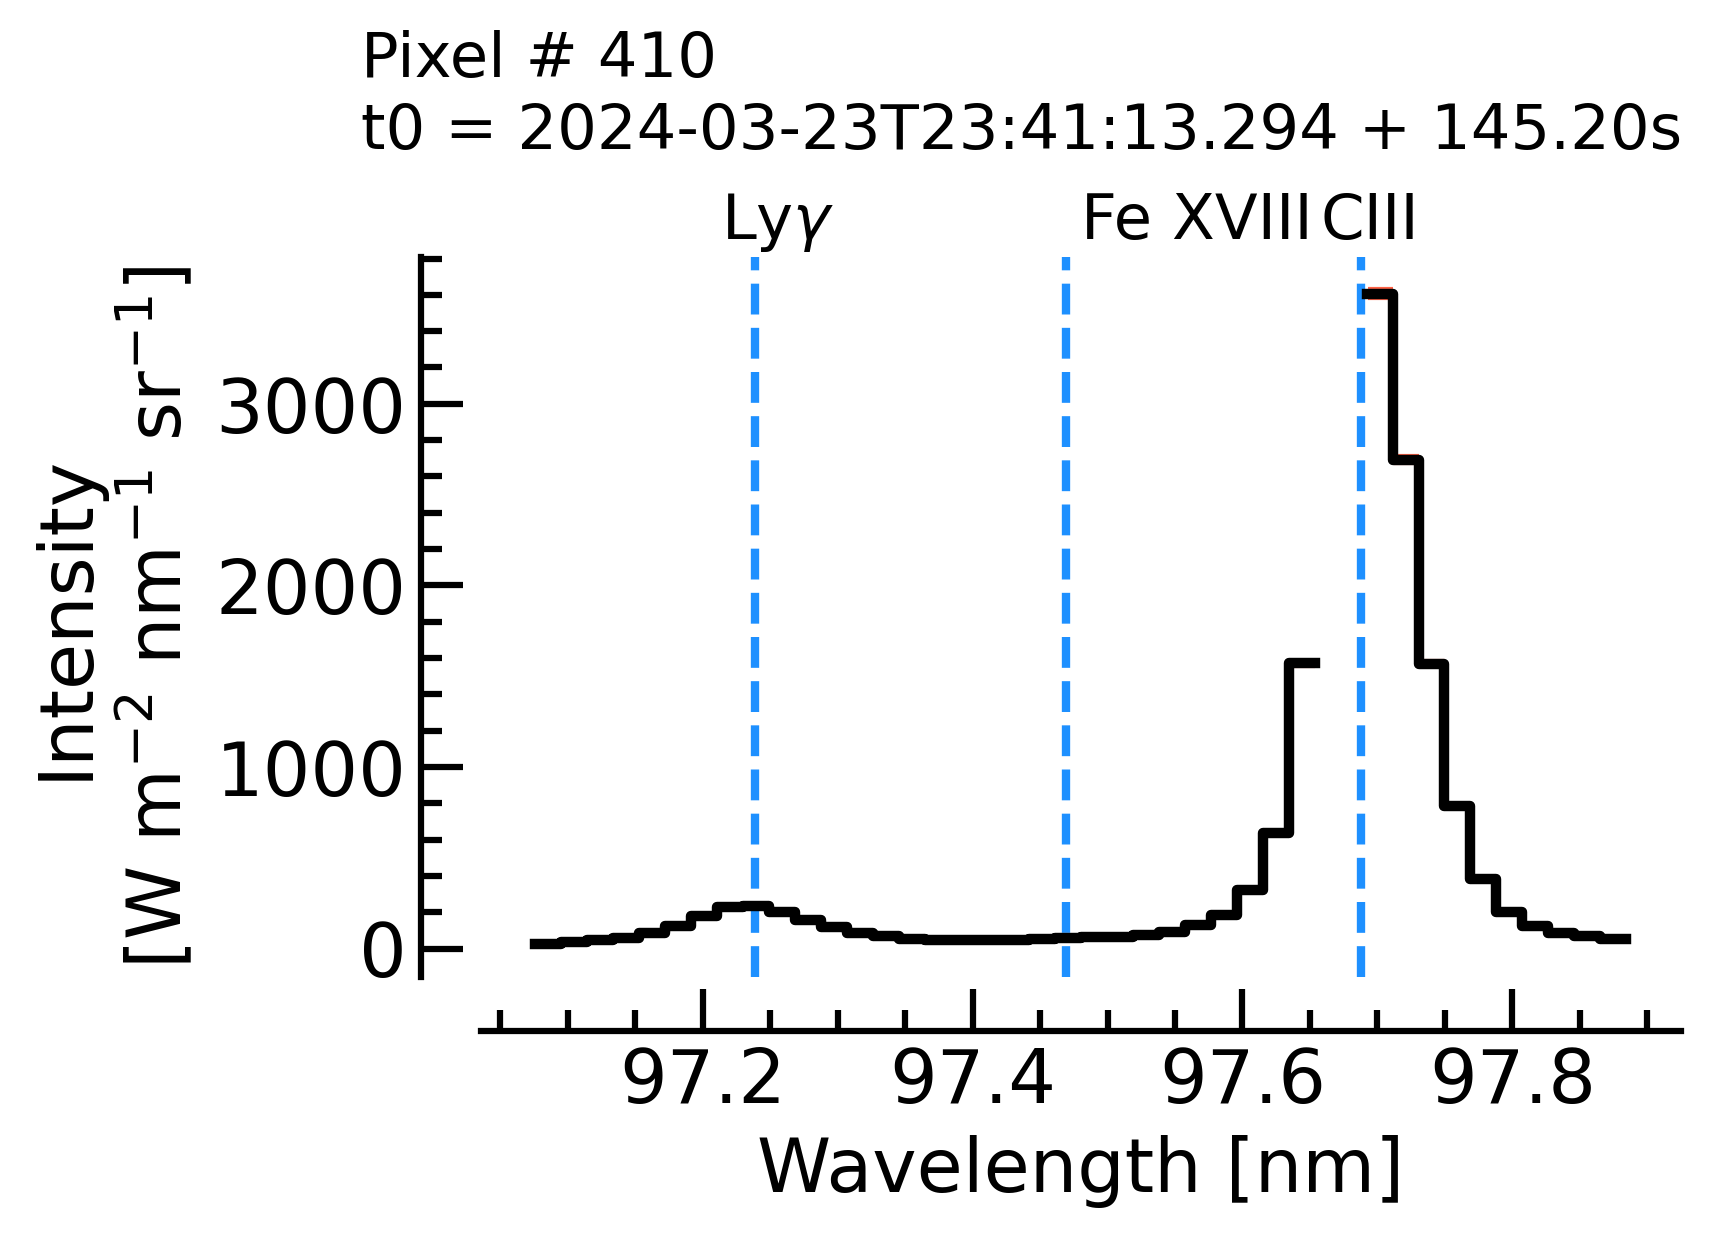 Pixel # 410
t0 = 2024-03-23T23:41:13.294 + 145.20s
Lyγ Fe XVIII CIII
Intensity
[W m⁻² nm⁻¹ sr⁻¹]
3000
2000
1000
0
97.2 97.4 97.6 97.8
Wavelength [nm]